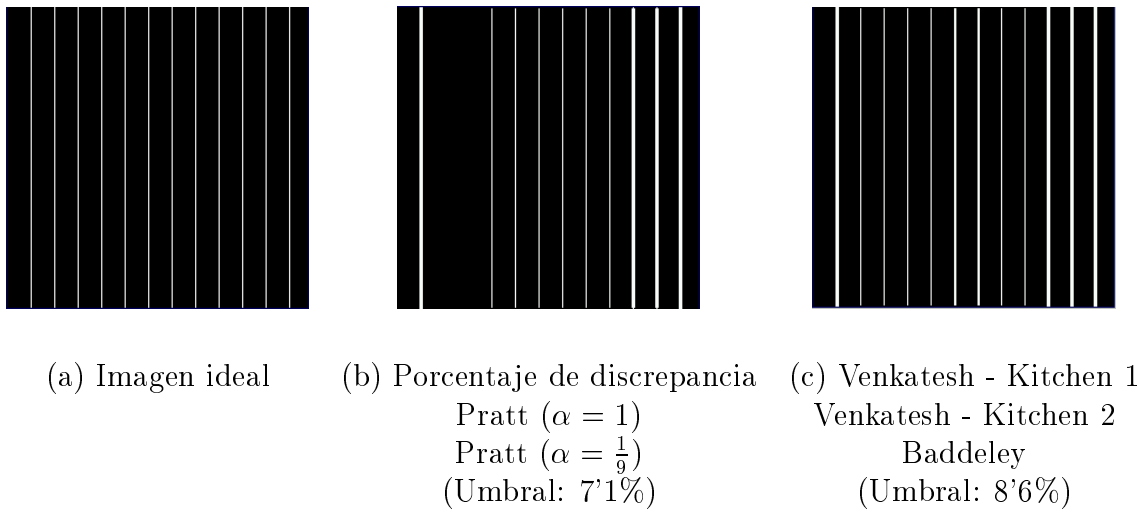 (a) Imagen ideal
(b) Porcentaje de discrepancia
Pratt (α = 1)
Pratt (α = 1/9)
(Umbral: 7'1%)
(c) Venkatesh - Kitchen 1
Venkatesh - Kitchen 2
Baddeley
(Umbral: 8'6%)